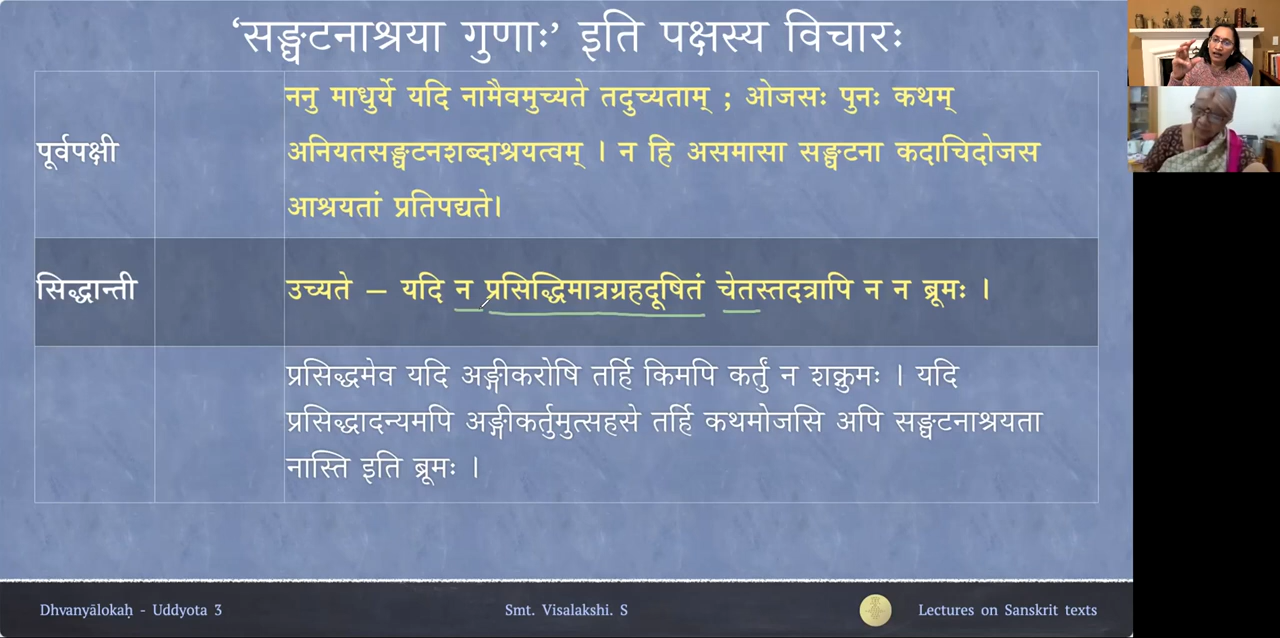 ‘सङ्घटनाश्रया गुणाः’ इति पक्षस्य विचारः
पूर्वपक्षी
ननु माधुर्ये यदि नामैवमुच्यते तदुच्यताम् ; ओजसः पुनः कथम्
अनियतसङ्घटनशब्दाश्रयत्वम् । न हि असमासा सङ्घटना कदाचिदोजस
आश्रयतां प्रतिपद्यते।
सिद्धान्ती
उच्यते – यदि न प्रसिद्धिमात्रग्रहदूषितं चेतस्तदत्रापि न न ब्रूमः ।
प्रसिद्धमेव यदि अङ्गीकरोषि तर्हि किमपि कर्तुं न शक्नुमः । यदि
प्रसिद्धादन्यमपि अङ्गीकर्तुमुत्सहसे तर्हि कथमोजसि अपि सङ्घटनाश्रयता
नास्ति इति ब्रूमः ।
Dhvanyālokaḥ - Uddyota 3
Smt. Visalakshi. S
Lectures on Sanskrit texts